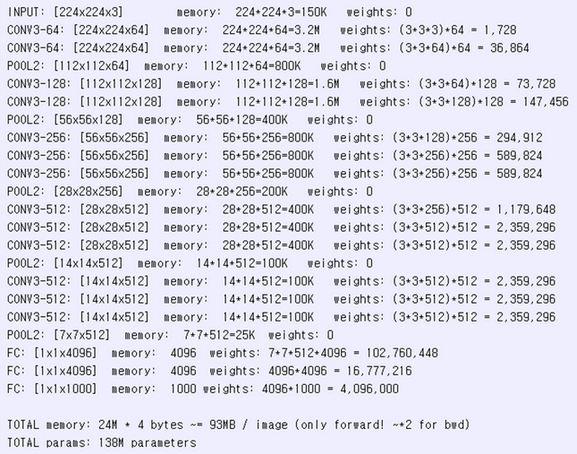 INPUT: [224x224x3] memory: 224*224*3=150K weights: 0
CONV3-64: [224x224x64] memory: 224*224*64=3.2M weights: (3*3*3)*64 = 1,728
CONV3-64: [224x224x64] memory: 224*224*64=3.2M weights: (3*3*64)*64 = 36,864
POOL2: [112x112x64] memory: 112*112*64=800K weights: 0
CONV3-128: [112x112x128] memory: 112*112*128=1.6M weights: (3*3*64)*128 = 73,728
CONV3-128: [112x112x128] memory: 112*112*128=1.6M weights: (3*3*128)*128 = 147,456
POOL2: [56x56x128] memory: 56*56*128=400K weights: 0
CONV3-256: [56x56x256] memory: 56*56*256=800K weights: (3*3*128)*256 = 294,912
CONV3-256: [56x56x256] memory: 56*56*256=800K weights: (3*3*256)*256 = 589,824
CONV3-256: [56x56x256] memory: 56*56*256=800K weights: (3*3*256)*256 = 589,824
POOL2: [28x28x256] memory: 28*28*256=200K weights: 0
CONV3-512: [28x28x512] memory: 28*28*512=400K weights: (3*3*256)*512 = 1,179,648
CONV3-512: [28x28x512] memory: 28*28*512=400K weights: (3*3*512)*512 = 2,359,296
CONV3-512: [28x28x512] memory: 28*28*512=400K weights: (3*3*512)*512 = 2,359,296
POOL2: [14x14x512] memory: 14*14*512=100K weights: 0
CONV3-512: [14x14x512] memory: 14*14*512=100K weights: (3*3*512)*512 = 2,359,296
CONV3-512: [14x14x512] memory: 14*14*512=100K weights: (3*3*512)*512 = 2,359,296
CONV3-512: [14x14x512] memory: 14*14*512=100K weights: (3*3*512)*512 = 2,359,296
POOL2: [7x7x512] memory: 7*7*512=25K weights: 0
FC: [1x1x4096] memory: 4096 weights: 7*7*512*4096 = 102,760,448
FC: [1x1x4096] memory: 4096 weights: 4096*4096 = 16,777,216
FC: [1x1x1000] memory: 1000 weights: 4096*1000 = 4,096,000
TOTAL memory: 24M * 4 bytes ~= 93MB / image (only forward! ~*2 for bwd)
TOTAL params: 138M parameters